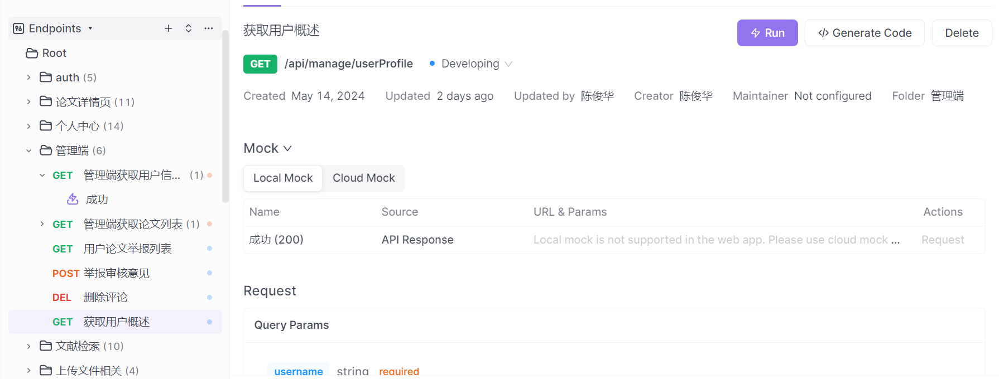 Endpoints
Root
auth (5)
论文详情页 (11)
个人中心 (14)
管理端 (6)
GET 管理端获取用户信... (1)
成功
GET 管理端获取论文列表 (1)
GET 用户论文举报列表
POST 举报审核意见
DEL 删除评论
GET 获取用户概述
文献检索 (10)
上传文件相关 (4)
获取用户概述
Run
Generate Code
Delete
GET /api/manage/userProfile Developing
Created May 14, 2024 Updated 2 days ago Updated by 陈俊华 Creator 陈俊华 Maintainer Not configured Folder 管理端
Mock
Local Mock Cloud Mock
Name Source URL & Params Actions
成功 (200) API Response Local mock is not supported in the web app. Please use cloud mock ... Request
Request
Query Params
username string required